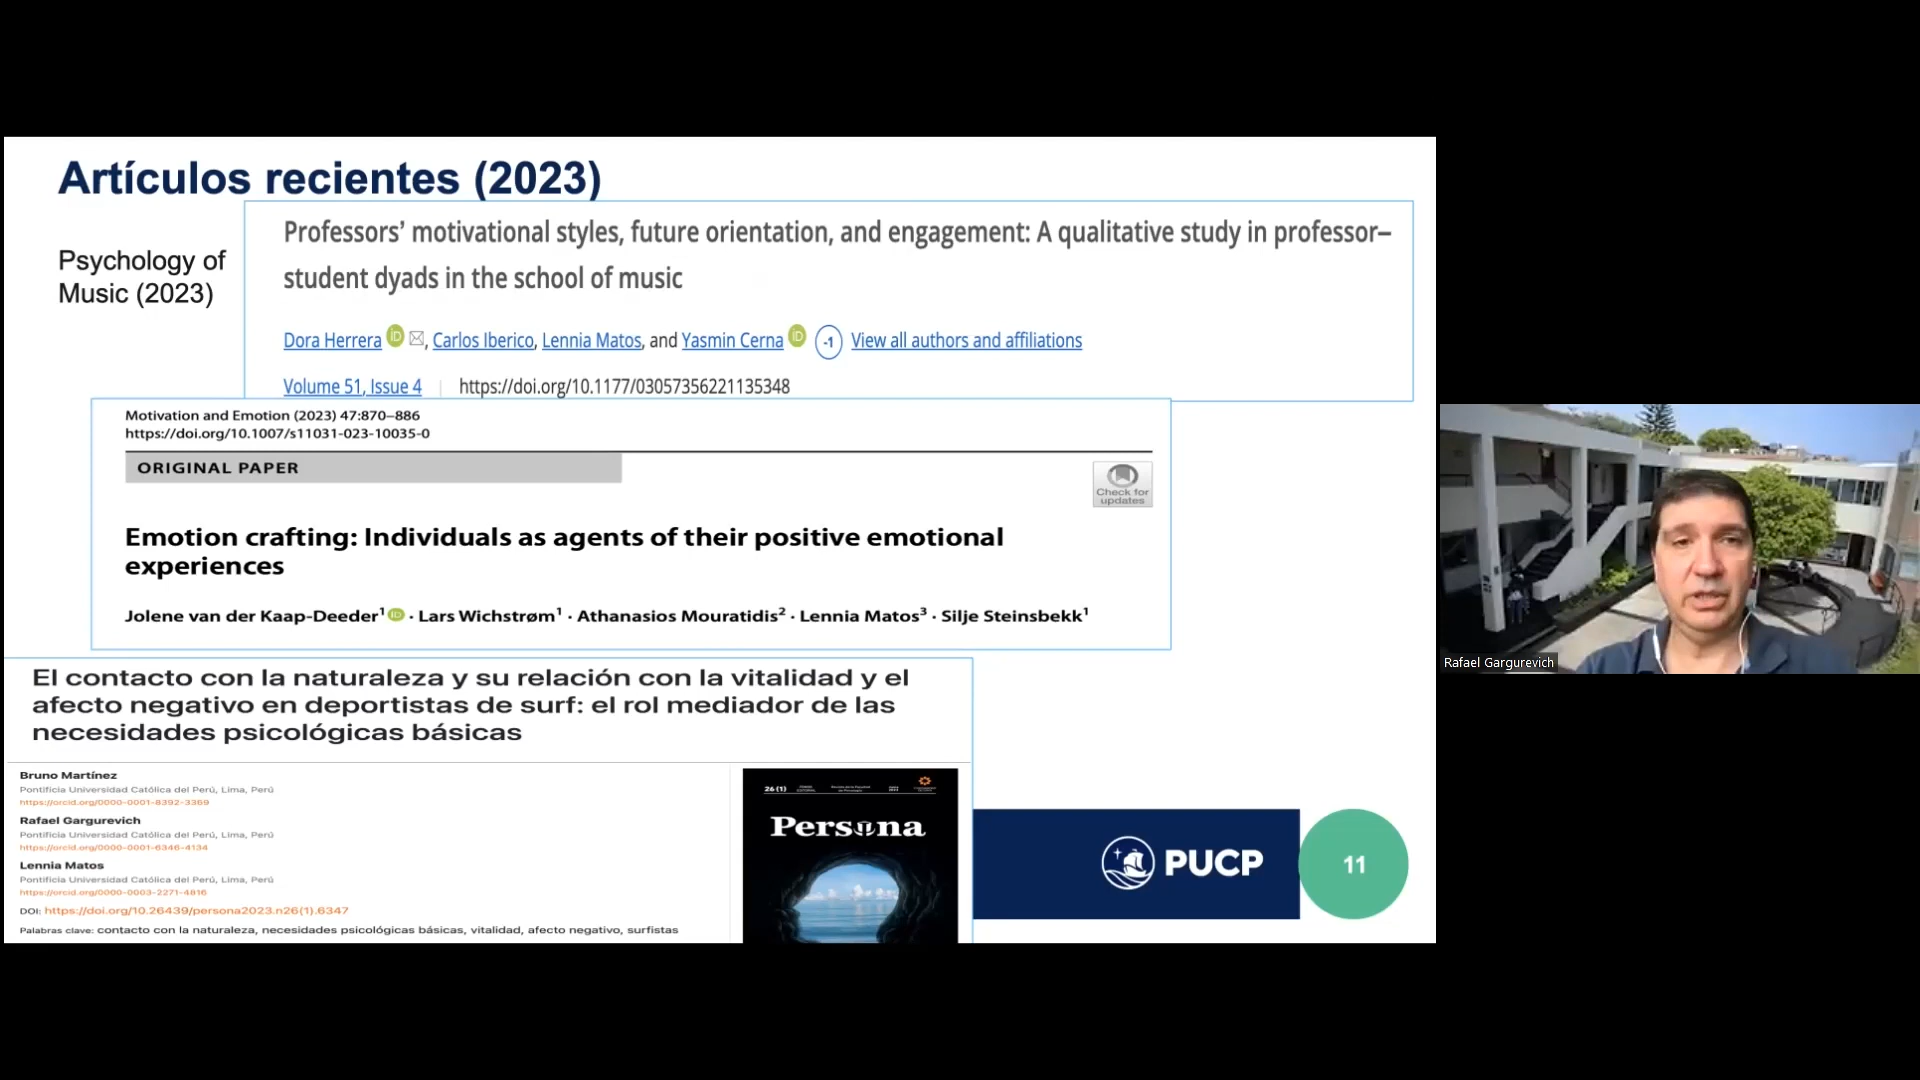 Artículos recientes (2023)
Psychology of
Music (2023)
Professors’ motivational styles, future orientation, and engagement: A qualitative study in professor–
student dyads in the school of music
Dora Herrera iD, Carlos Iberico, Lennia Matos, and Yasmin Cerna iD -1 View all authors and affiliations
Volume 51, Issue 4 | https://doi.org/10.1177/03057356221135348
Motivation and Emotion (2023) 47:870–886
https://doi.org/10.1007/s11031-023-10035-0
ORIGINAL PAPER
Check for
updates
Emotion crafting: Individuals as agents of their positive emotional
experiences
Jolene van der Kaap-Deeder1 iD · Lars Wichstrøm1 · Athanasios Mouratidis2 · Lennia Matos3 · Silje Steinsbekk1
El contacto con la naturaleza y su relación con la vitalidad y el
afecto negativo en deportistas de surf: el rol mediador de las
necesidades psicológicas básicas
Bruno Martínez
Pontificia Universidad Católica del Perú, Lima, Perú
https://orcid.org/0000-0001-8392-3369
Rafael Gargurevich
Pontificia Universidad Católica del Perú, Lima, Perú
https://orcid.org/0000-0001-6346-4134
Lennia Matos
Pontificia Universidad Católica del Perú, Lima, Perú
https://orcid.org/0000-0003-2271-4816
DOI: https://doi.org/10.26439/persona2023.n26(1).6347
Palabras clave: contacto con la naturaleza, necesidades psicológicas básicas, vitalidad, afecto negativo, surfistas
26 (1)
Persona
PUCP
11
Rafael Gargurevich